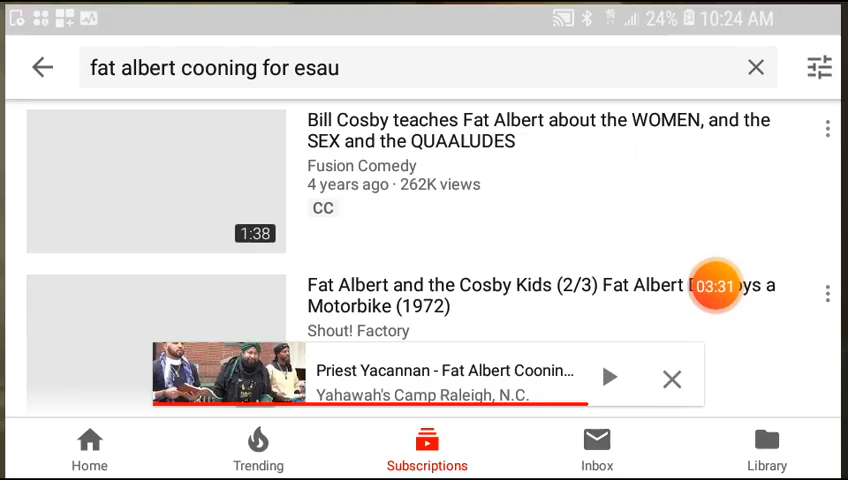 24% 10:24 AM
fat albert cooning for esau
Bill Cosby teaches Fat Albert about the WOMEN, and the
SEX and the QUAALUDES
Fusion Comedy
4 years ago · 262K views
CC
1:38
Fat Albert and the Cosby Kids (2/3) Fat Albert D ys a
Motorbike (1972)
03:31
Shout! Factory
Priest Yacannan - Fat Albert Coonin...
Yahawah's Camp Raleigh, N.C.
Home Trending Subscriptions Inbox Library